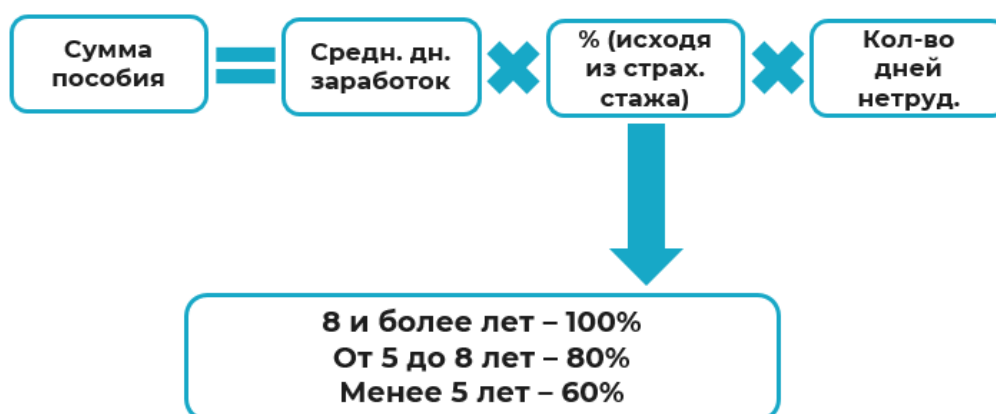 Сумма
пособия
Средн. дн.
заработок
% (исходя
из страх.
стажа)
Кол-во
дней
нетруд.
8 и более лет – 100%
От 5 до 8 лет – 80%
Менее 5 лет – 60%